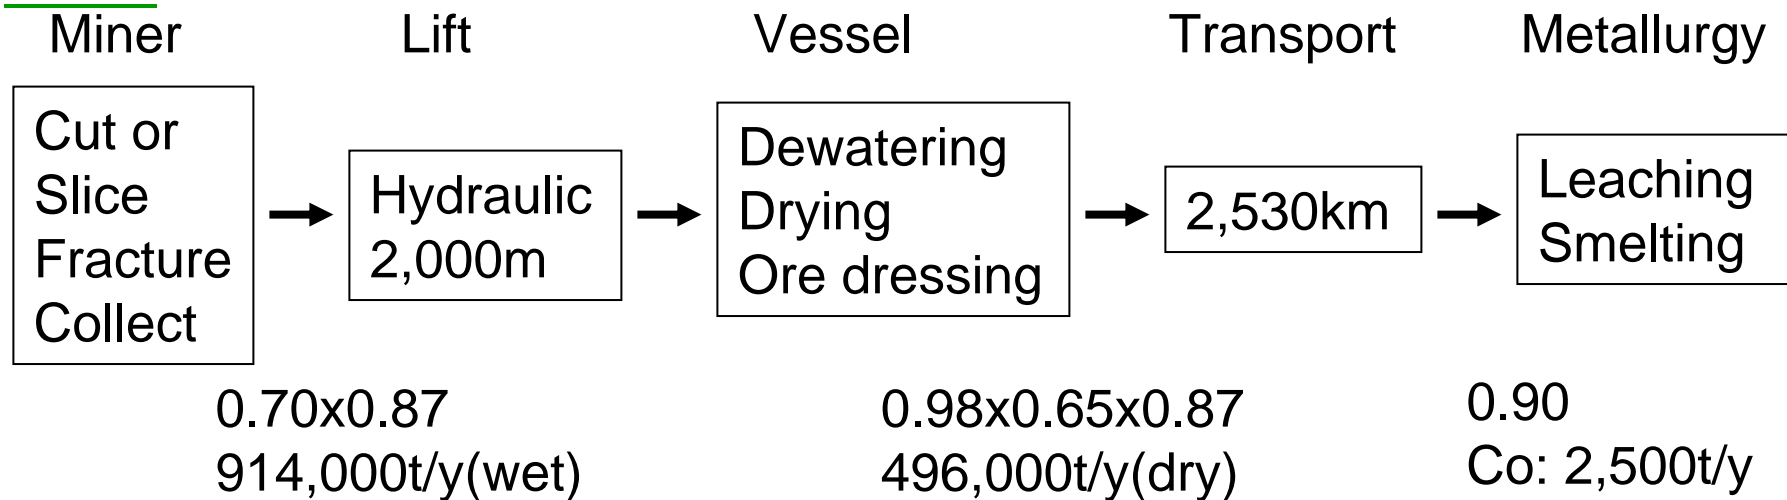 Miner
Lift
Vessel
Transport
Metallurgy
Cut or
Slice
Fracture
Collect
Hydraulic
2,000m
Dewatering
Drying
Ore dressing
2,530km
Leaching
Smelting
0.70x0.87
914,000t/y(wet)
0.98x0.65x0.87
496,000t/y(dry)
0.90
Co: 2,500t/y